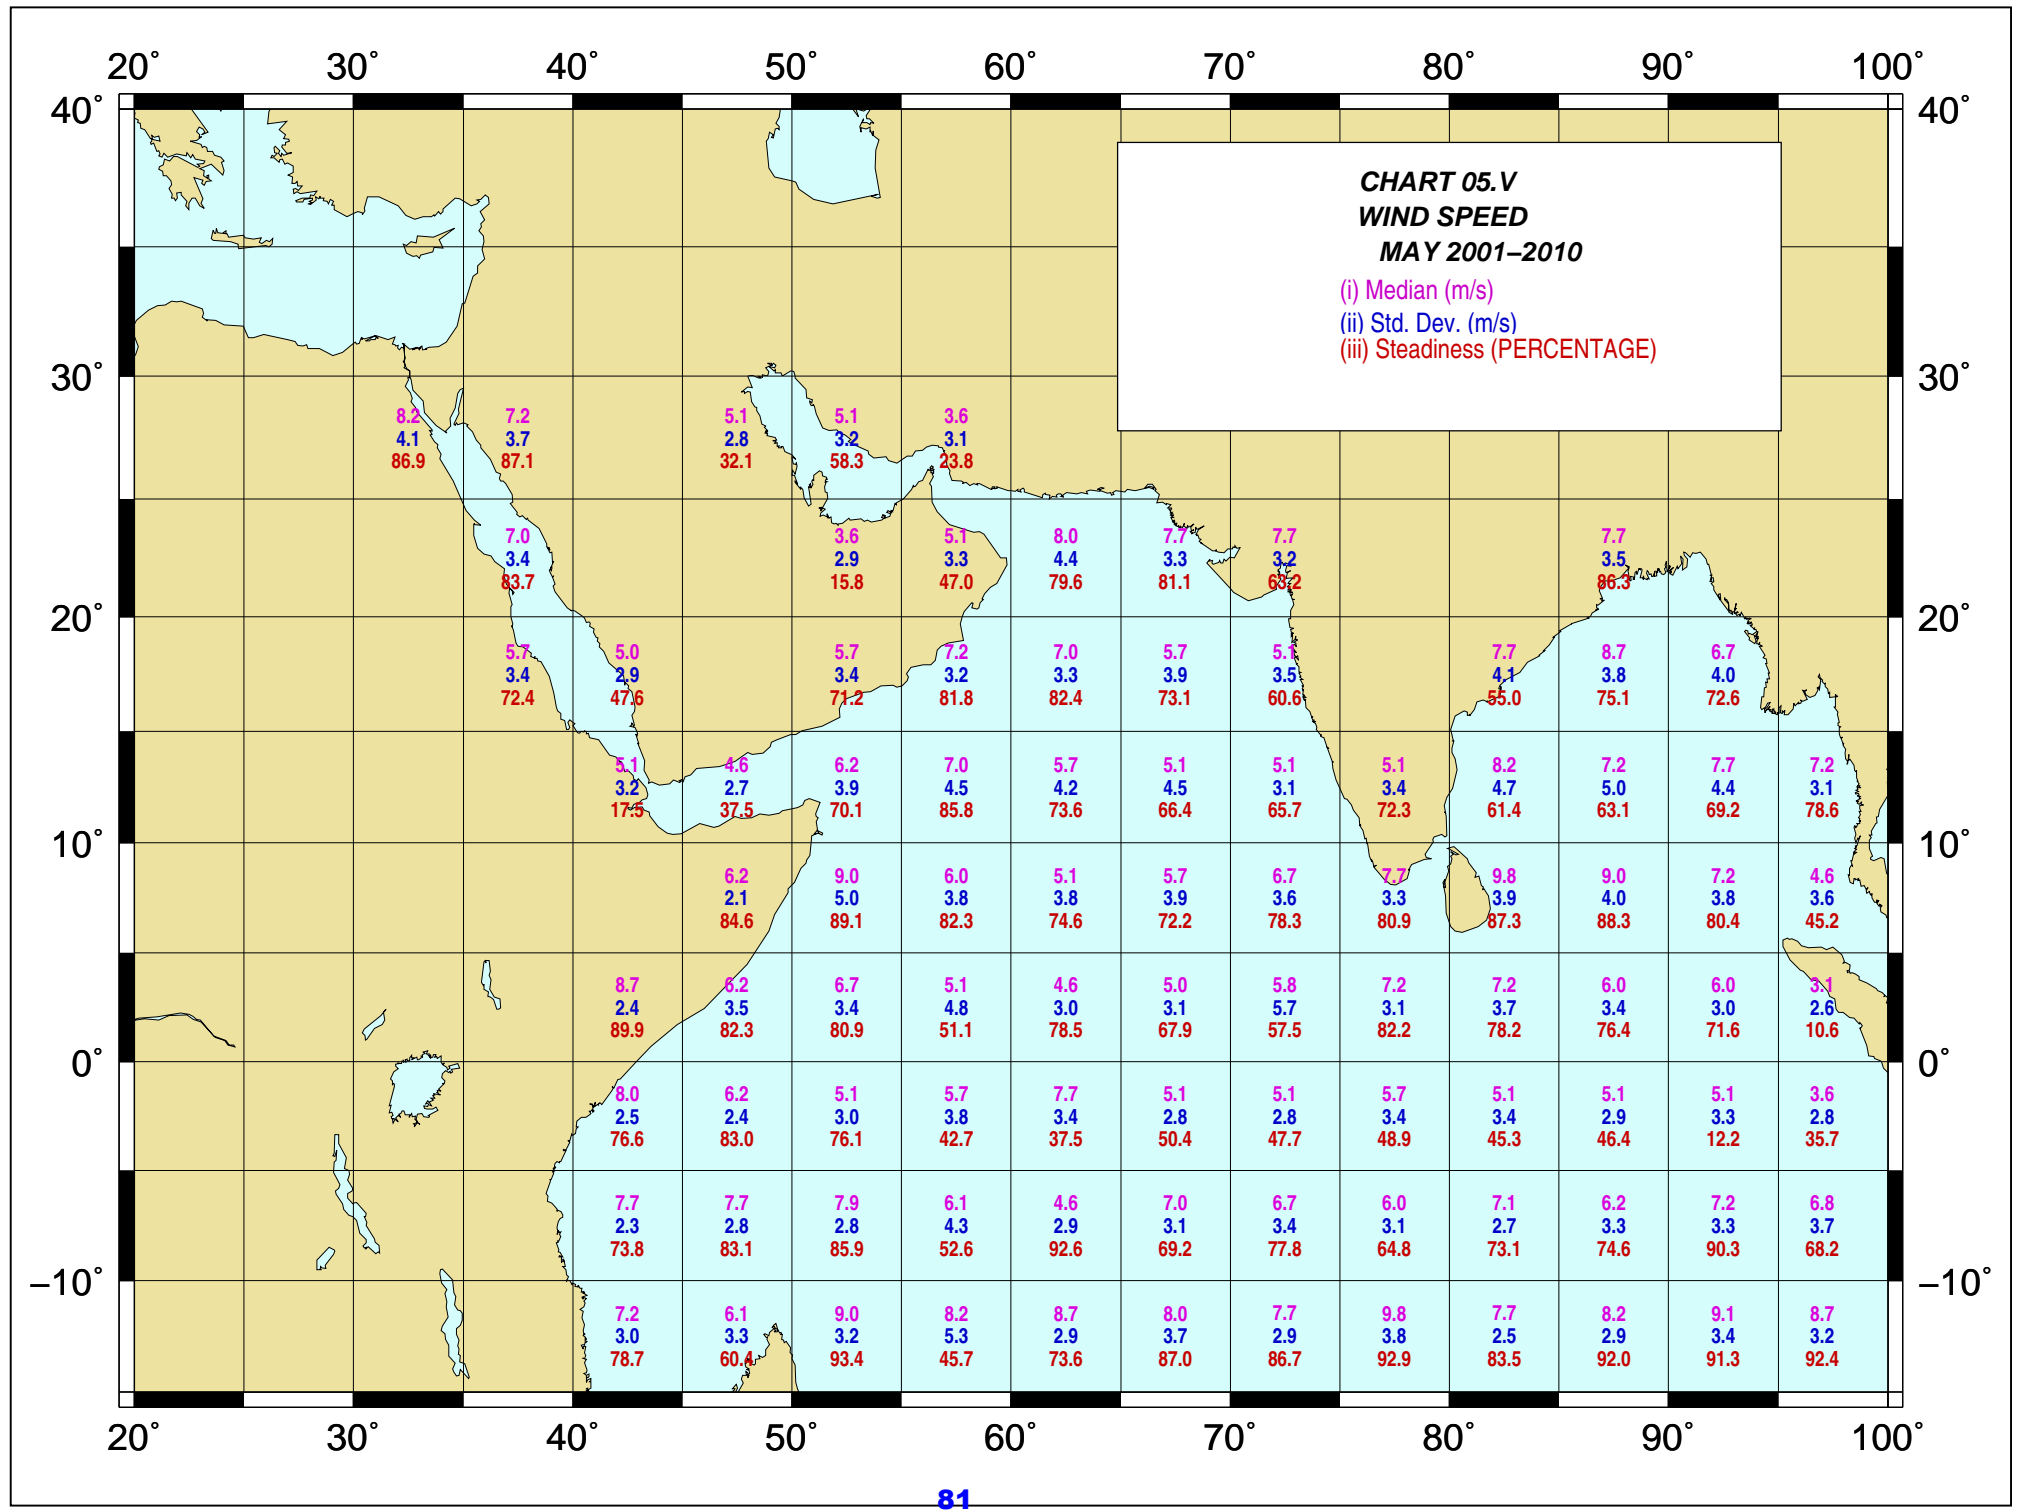 20° 30° 40° 50° 60° 70° 80° 90° 100°
40° 40°
CHART 05.V
WIND SPEED
MAY 2001–2010
(i) Median (m/s)
(ii) Std. Dev. (m/s)
(iii) Steadiness (PERCENTAGE)
30° 30°
8.2 7.2 5.1 5.1 3.6
4.1 3.7 2.8 3.2 3.1
86.9 87.1 32.1 58.3 23.8
7.0 3.6 5.1 8.0 7.7 7.7 7.7
3.4 2.9 3.3 4.4 3.3 3.2 3.5
83.7 15.8 47.0 79.6 81.1 63.2 86.3
20° 20°
5.7 5.0 5.7 7.2 7.0 5.7 5.1 7.7 8.7 6.7
3.4 2.9 3.4 3.2 3.3 3.9 3.5 4.1 3.8 4.0
72.4 47.6 71.2 81.8 82.4 73.1 60.6 55.0 75.1 72.6
5.1 4.6 6.2 7.0 5.7 5.1 5.1 5.1 8.2 7.2 7.7 7.2
3.2 2.7 3.9 4.5 4.2 4.5 3.1 3.4 4.7 5.0 4.4 3.1
17.5 37.5 70.1 85.8 73.6 66.4 65.7 72.3 61.4 63.1 69.2 78.6
10° 10°
6.2 9.0 6.0 5.1 5.7 6.7 7.7 9.8 9.0 7.2 4.6
2.1 5.0 3.8 3.8 3.9 3.6 3.3 3.9 4.0 3.8 3.6
84.6 89.1 82.3 74.6 72.2 78.3 80.9 87.3 88.3 80.4 45.2
8.7 6.2 6.7 5.1 4.6 5.0 5.8 7.2 7.2 6.0 6.0 3.1
2.4 3.5 3.4 4.8 3.0 3.1 5.7 3.1 3.7 3.4 3.0 2.6
89.9 82.3 80.9 51.1 78.5 67.9 57.5 82.2 78.2 76.4 71.6 10.6
0° 0°
8.0 6.2 5.1 5.7 7.7 5.1 5.1 5.7 5.1 5.1 5.1 3.6
2.5 2.4 3.0 3.8 3.4 2.8 2.8 3.4 3.4 2.9 3.3 2.8
76.6 83.0 76.1 42.7 37.5 50.4 47.7 48.9 45.3 46.4 12.2 35.7
7.7 7.7 7.9 6.1 4.6 7.0 6.7 6.0 7.1 6.2 7.2 6.8
2.3 2.8 2.8 4.3 2.9 3.1 3.4 3.1 2.7 3.3 3.3 3.7
73.8 83.1 85.9 52.6 92.6 69.2 77.8 64.8 73.1 74.6 90.3 68.2
–10° –10°
7.2 6.1 9.0 8.2 8.7 8.0 7.7 9.8 7.7 8.2 9.1 8.7
3.0 3.3 3.2 5.3 2.9 3.7 2.9 3.8 2.5 2.9 3.4 3.2
78.7 60.4 93.4 45.7 73.6 87.0 86.7 92.9 83.5 92.0 91.3 92.4
20° 30° 40° 50° 60° 70° 80° 90° 100°
81